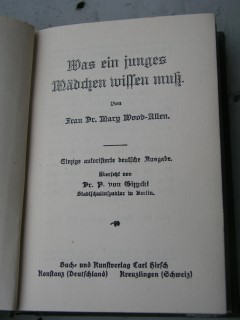 Was ein junges
Mädchen wissen muß.
Von
Frau Dr. Mary Wood-Allen.
Einzige autorisierte deutsche Ausgabe.
Übersetzt von
Dr. P. von Gizycki
Stadtschulinspektor in Berlin.
Buch- und Kunstverlag Carl Hirsch
Konstanz (Deutschland) Kreuzlingen (Schweiz)